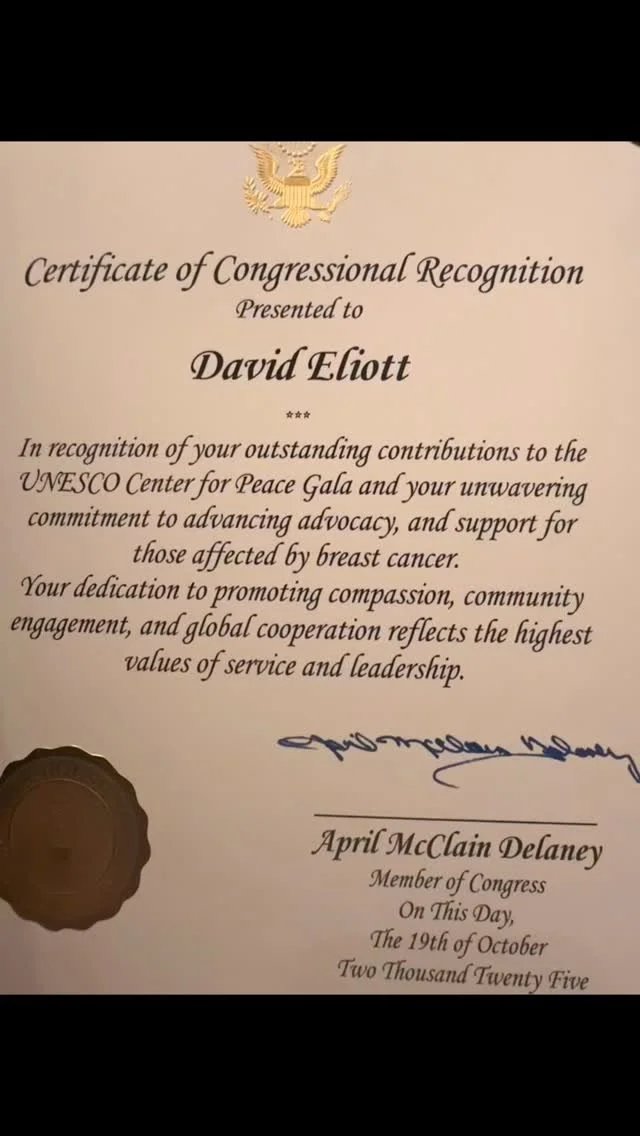 Certificate of Congressional Recognition
Presented to
David Eliott
***
In recognition of your outstanding contributions to the
UNESCO Center for Peace Gala and your unwavering
commitment to advancing advocacy, and support for
those affected by breast cancer.
Your dedication to promoting compassion, community
engagement, and global cooperation reflects the highest
values of service and leadership.
April McClain Delaney
April McClain Delaney
Member of Congress
On This Day,
The 19th of October
Two Thousand Twenty Five